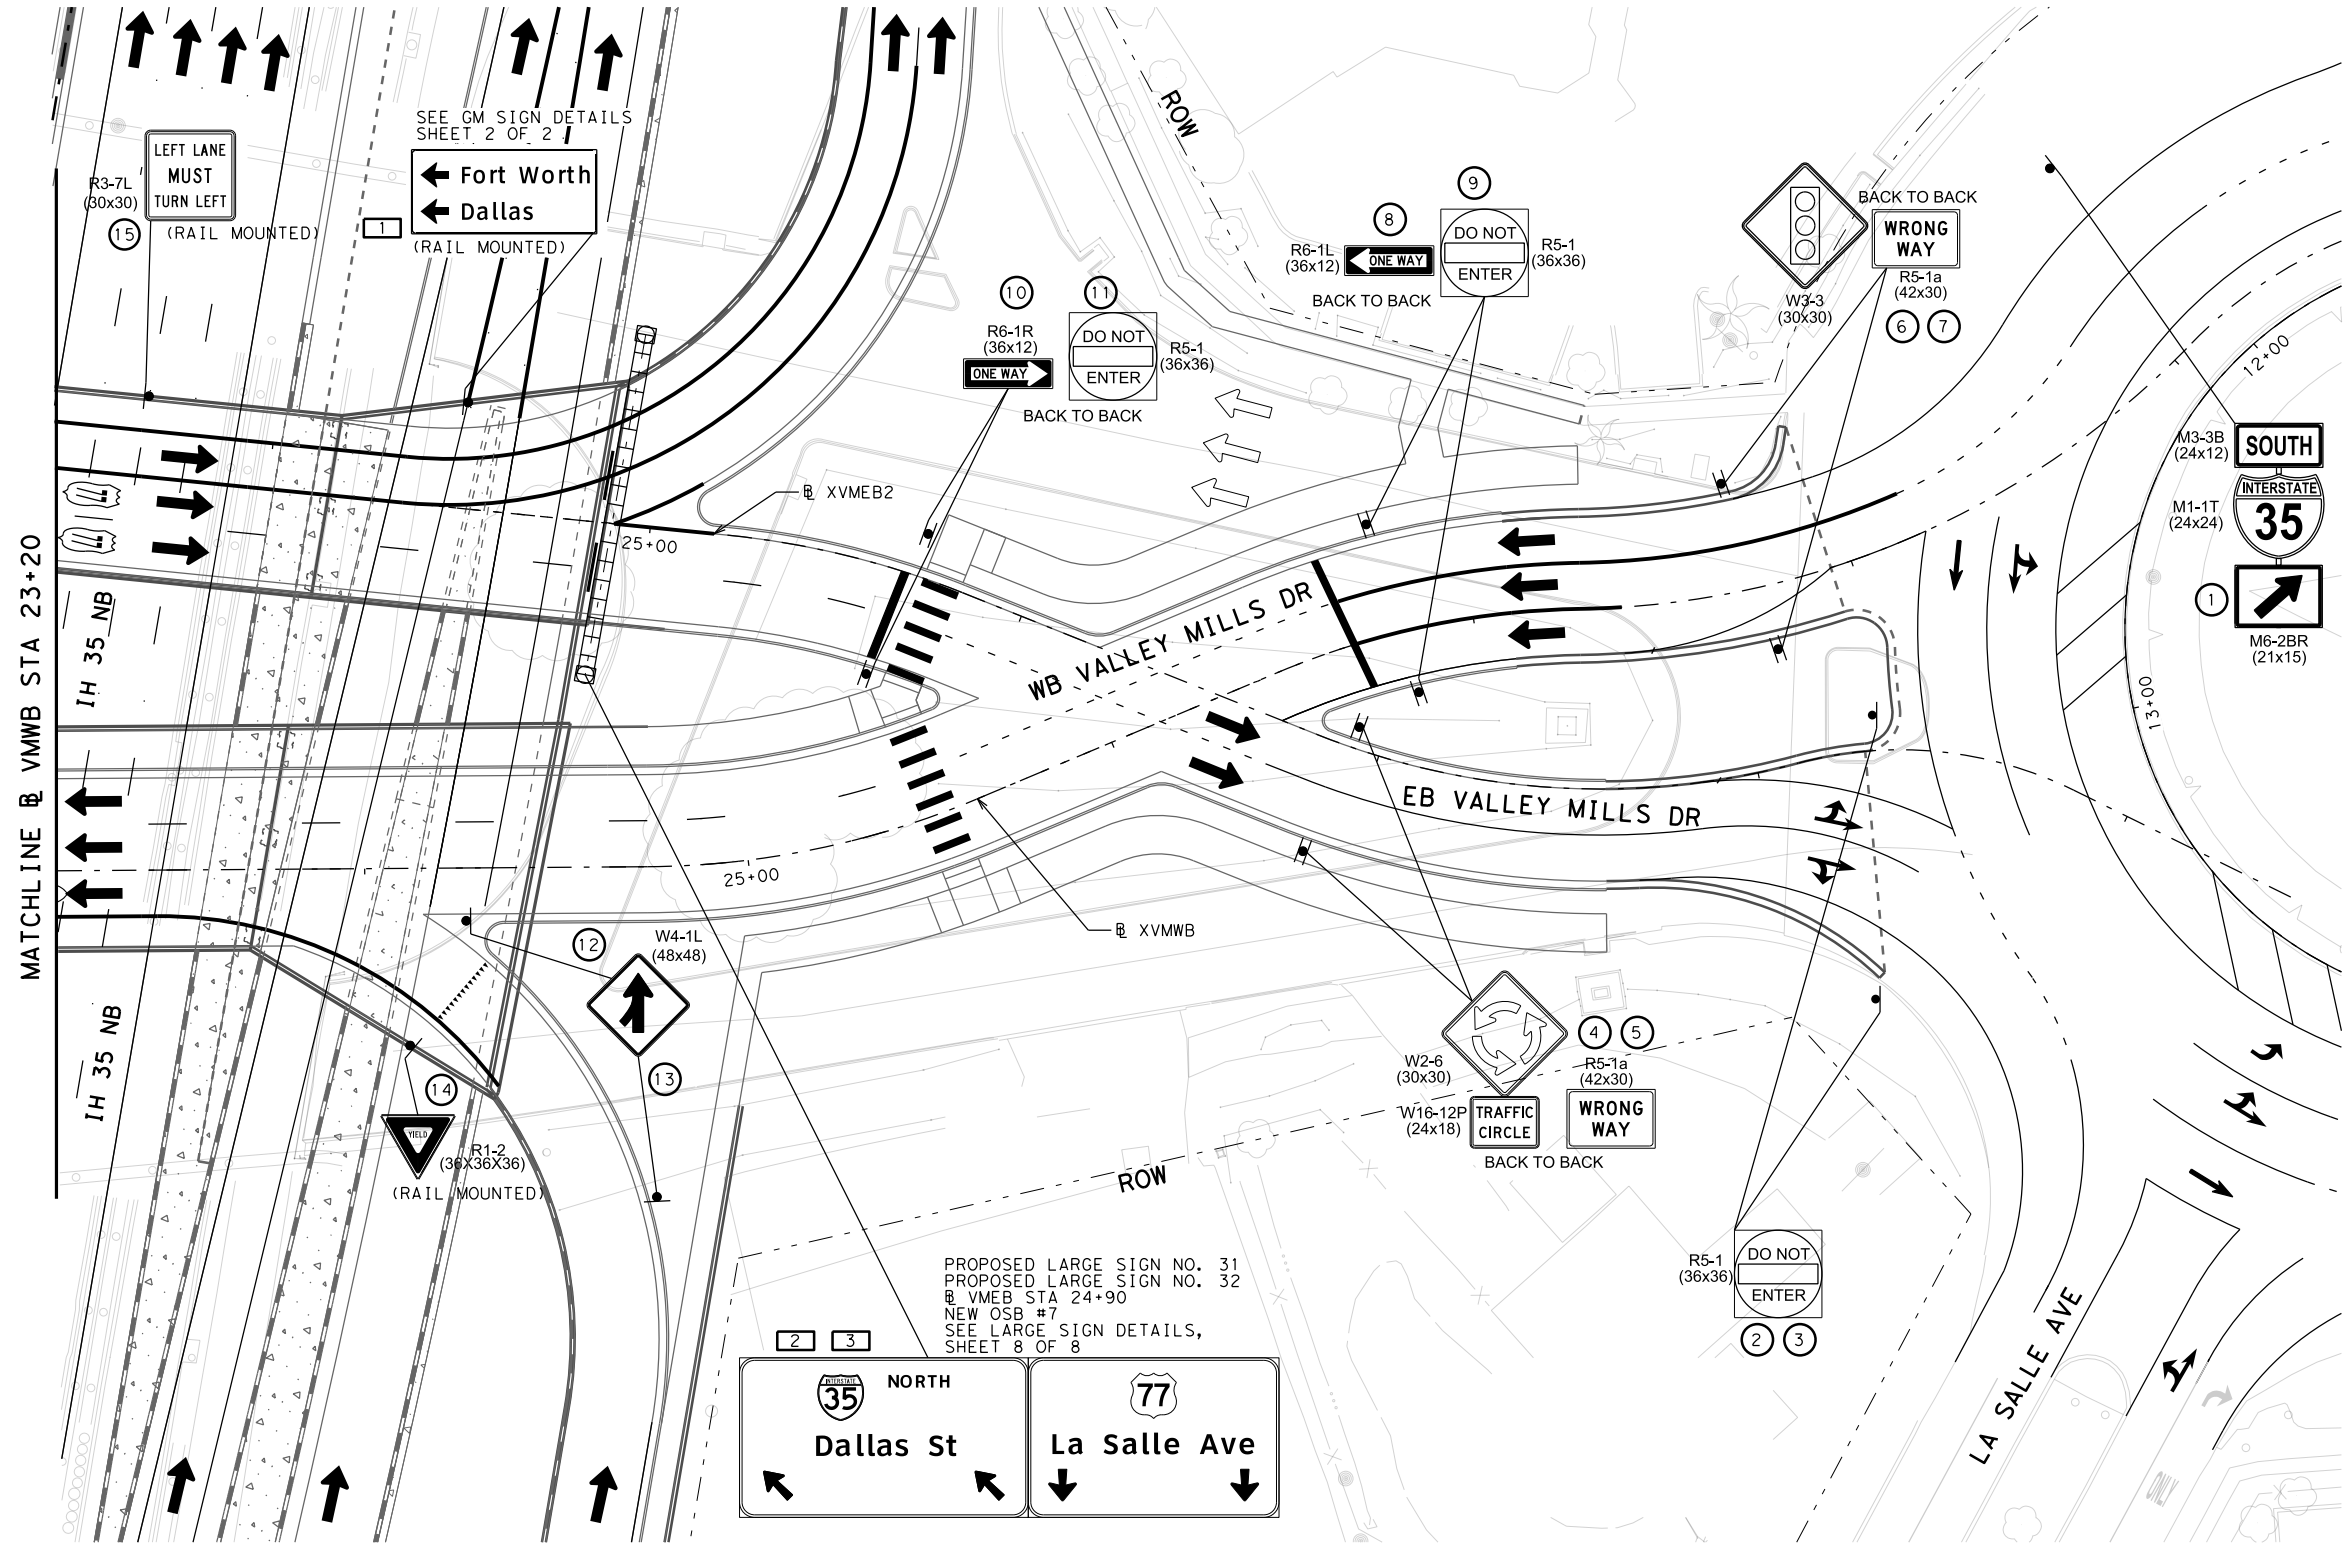 SEE GM SIGN DETAILS
SHEET 2 OF 2
LEFT LANE
MUST
TURN LEFT
R3-7L
(30x30)
15
(RAIL MOUNTED)
Fort Worth
Dallas
1
(RAIL MOUNTED)
ROW
10
11
R6-1R
(36x12)
ONE WAY
DO NOT
ENTER
R5-1
(36x36)
BACK TO BACK
8
9
R6-1L
(36x12)
ONE WAY
DO NOT
ENTER
R5-1
(36x36)
BACK TO BACK
BACK TO BACK
WRONG
WAY
R5-1a
(42x30)
W3-3
(30x30)
6
7
12+00
M3-3B
(24x12)
SOUTH
M1-1T
(24x24)
INTERSTATE
35
1
M6-2BR
(21x15)
13+00
℄ XVMEB2
25+00
MATCHLINE ℄ VMWB STA 23+20
IH 35 NB
IH 35 NB
WB VALLEY MILLS DR
EB VALLEY MILLS DR
25+00
℄ XVMWB
12
W4-1L
(48x48)
13
14
YIELD
R1-2
(36X36X36)
(RAIL MOUNTED)
4
5
W2-6
(30x30)
R5-1a
(42x30)
W16-12P
(24x18)
TRAFFIC
CIRCLE
WRONG
WAY
BACK TO BACK
ROW
R5-1
(36x36)
DO NOT
ENTER
2
3
LA SALLE AVE
ONLY
PROPOSED LARGE SIGN NO. 31
PROPOSED LARGE SIGN NO. 32
℄ VMEB STA 24+90
NEW OSB #7
SEE LARGE SIGN DETAILS,
SHEET 8 OF 8
2
3
INTERSTATE
35
NORTH
Dallas St
77
La Salle Ave